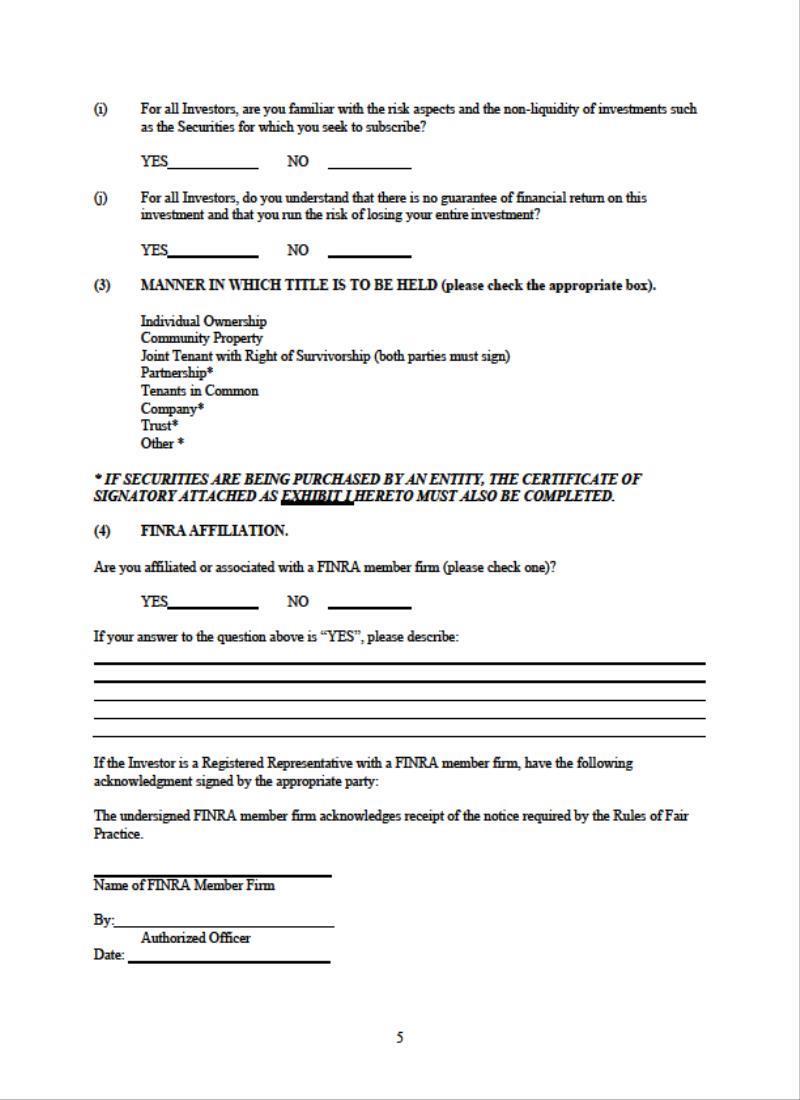 (i) For all Investors, are you familiar with the risk aspects and the non-liquidity of investments such
as the Securities for which you seek to subscribe?
YES__________ NO __________
(j) For all Investors, do you understand that there is no guarantee of financial return on this
investment and that you run the risk of losing your entire investment?
YES__________ NO __________
(3) MANNER IN WHICH TITLE IS TO BE HELD (please check the appropriate box).
Individual Ownership
Community Property
Joint Tenant with Right of Survivorship (both parties must sign)
Partnership*
Tenants in Common
Company*
Trust*
Other *
* IF SECURITIES ARE BEING PURCHASED BY AN ENTITY, THE CERTIFICATE OF
SIGNATORY ATTACHED AS EXHIBIT I HERETO MUST ALSO BE COMPLETED.
(4) FINRA AFFILIATION.
Are you affiliated or associated with a FINRA member firm (please check one)?
YES__________ NO __________
If your answer to the question above is “YES”, please describe:
If the Investor is a Registered Representative with a FINRA member firm, have the following
acknowledgment signed by the appropriate party:
The undersigned FINRA member firm acknowledges receipt of the notice required by the Rules of Fair
Practice.
Name of FINRA Member Firm
By:__________
Authorized Officer
Date: __________
5